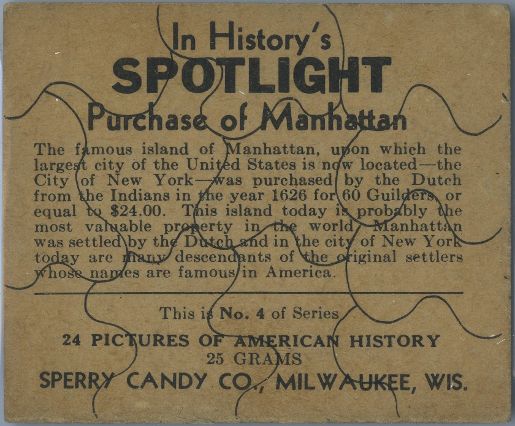 In History's
SPOTLIGHT
Purchase of Manhattan
The famous island of Manhattan, upon which the
largest city of the United States is now located—the
City of New York—was purchased by the Dutch
from the Indians in the year 1626 for 60 Guilders, or
equal to $24.00. This island today is probably the
most valuable property in the world. Manhattan
was settled by the Dutch and in the city of New York
today are many descendants of the original settlers
whose names are famous in America.
This is No. 4 of Series
24 PICTURES OF AMERICAN HISTORY
25 GRAMS
SPERRY CANDY CO., MILWAUKEE, WIS.